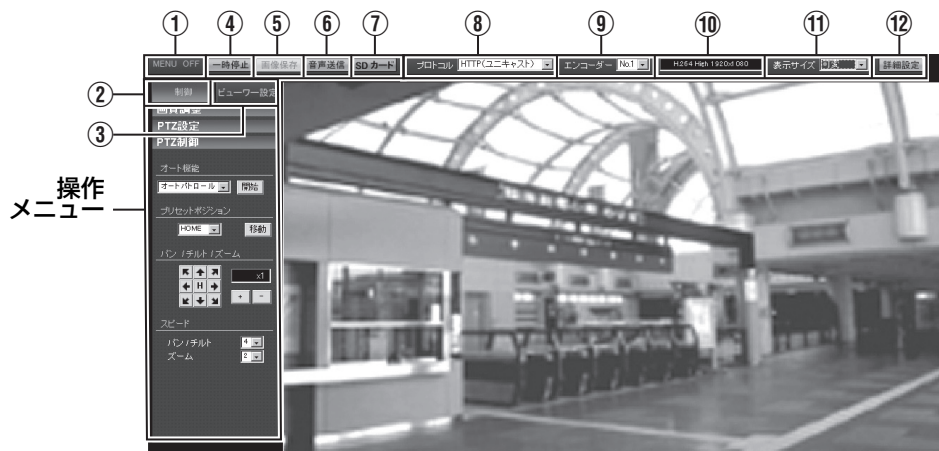 ① ④ ⑤ ⑥ ⑦ ⑧ ⑨ ⑩ ⑪ ⑫
MENU OFF 一時停止 画像保存 音声送信 SDカード プロトコル HTTP(ユニキャスト) エンコーダー No.1 H.264 High 1920x1080 表示サイズ 詳細設定
② 制御 ビューワー設定
③
画質調整
PTZ設定
PTZ制御
オート機能
オートパトロール 開始
操作
メニュー
プリセットポジション
HOME 移動
パン/チルト/ズーム
x1
H
+ −
スピード
パン/チルト 4
ズーム 2